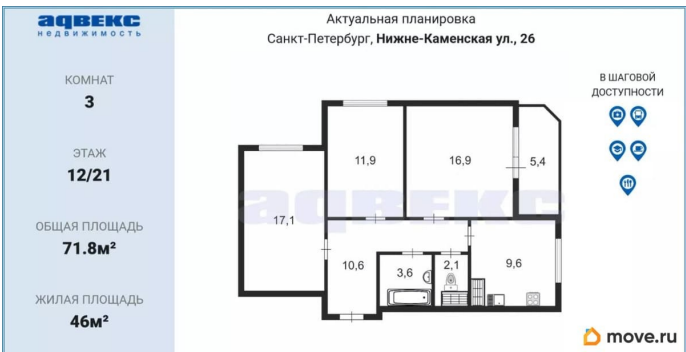 адвекс
НЕДВИЖИМОСТЬ
КОМНАТ
3
ЭТАЖ
12/21
ОБЩАЯ ПЛОЩАДЬ
71.8м²
ЖИЛАЯ ПЛОЩАДЬ
46м²
Актуальная планировка
Санкт-Петербург, Нижне-Каменская ул., 26
В ШАГОВОЙ
ДОСТУПНОСТИ
11,9
16,9
5,4
17,1
адвекс
10,6
3,6
2,1
9,6
move.ru